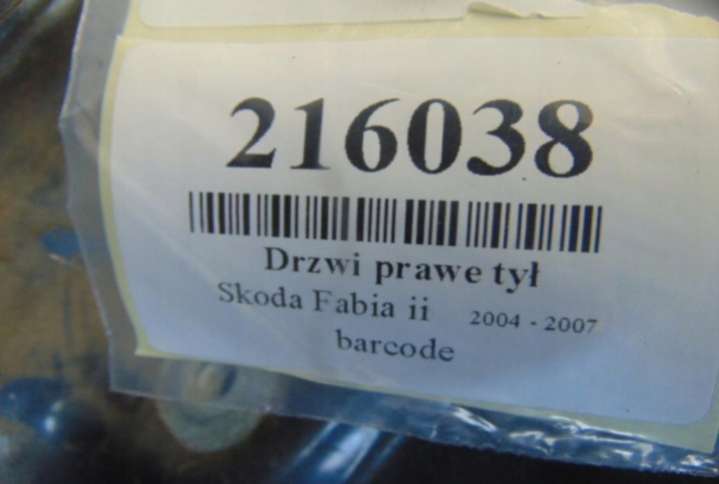 216038
Drzwi prawe tył
Skoda Fabia ii 2004 - 2007
barcode